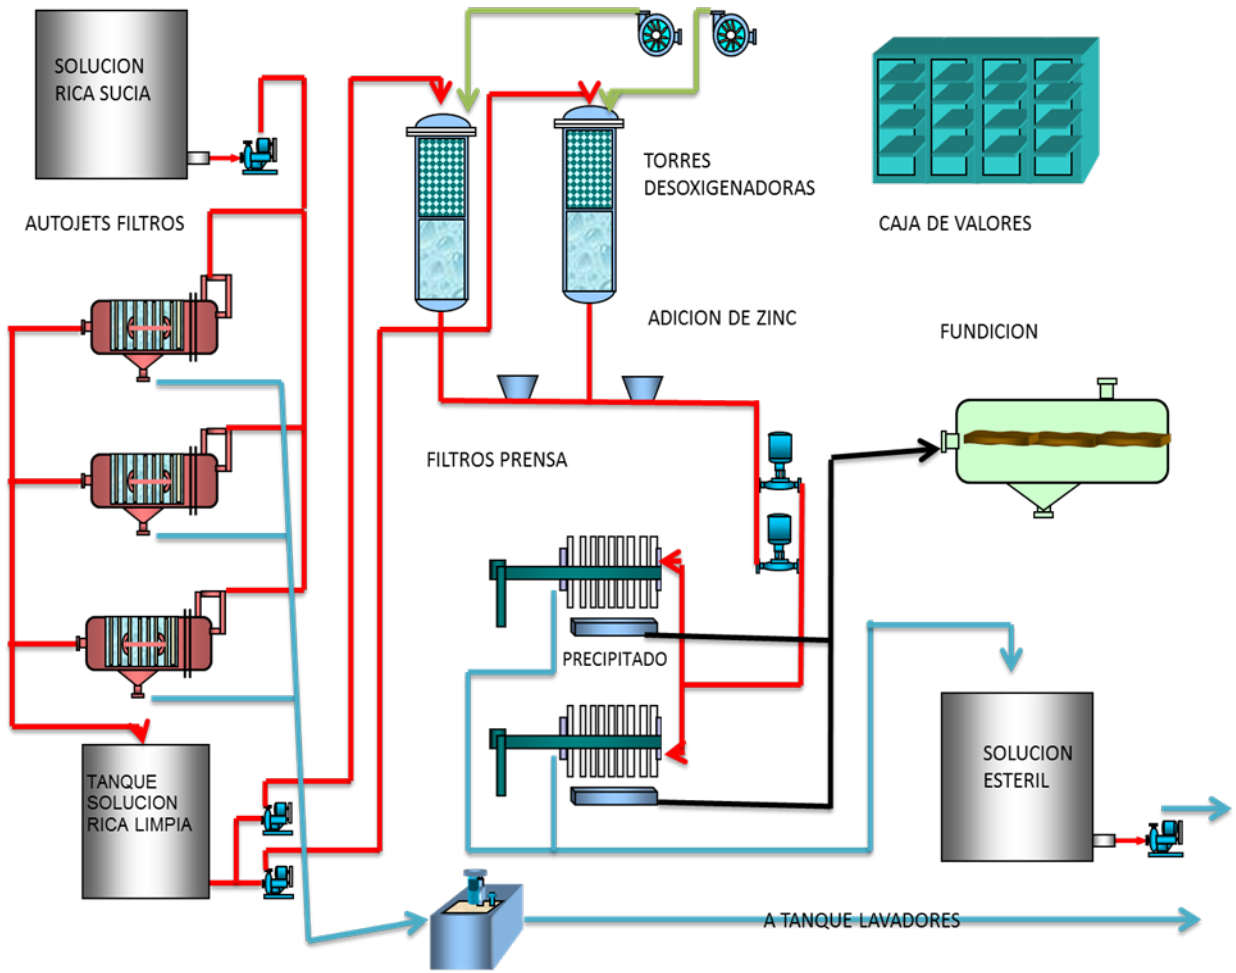 SOLUCION
RICA SUCIA
TORRES
DESOXIGENADORAS
AUTOJETS FILTROS
CAJA DE VALORES
ADICION DE ZINC
FUNDICION
FILTROS PRENSA
PRECIPITADO
TANQUE
SOLUCION
RICA LIMPIA
SOLUCION
ESTERIL
A TANQUE LAVADORES